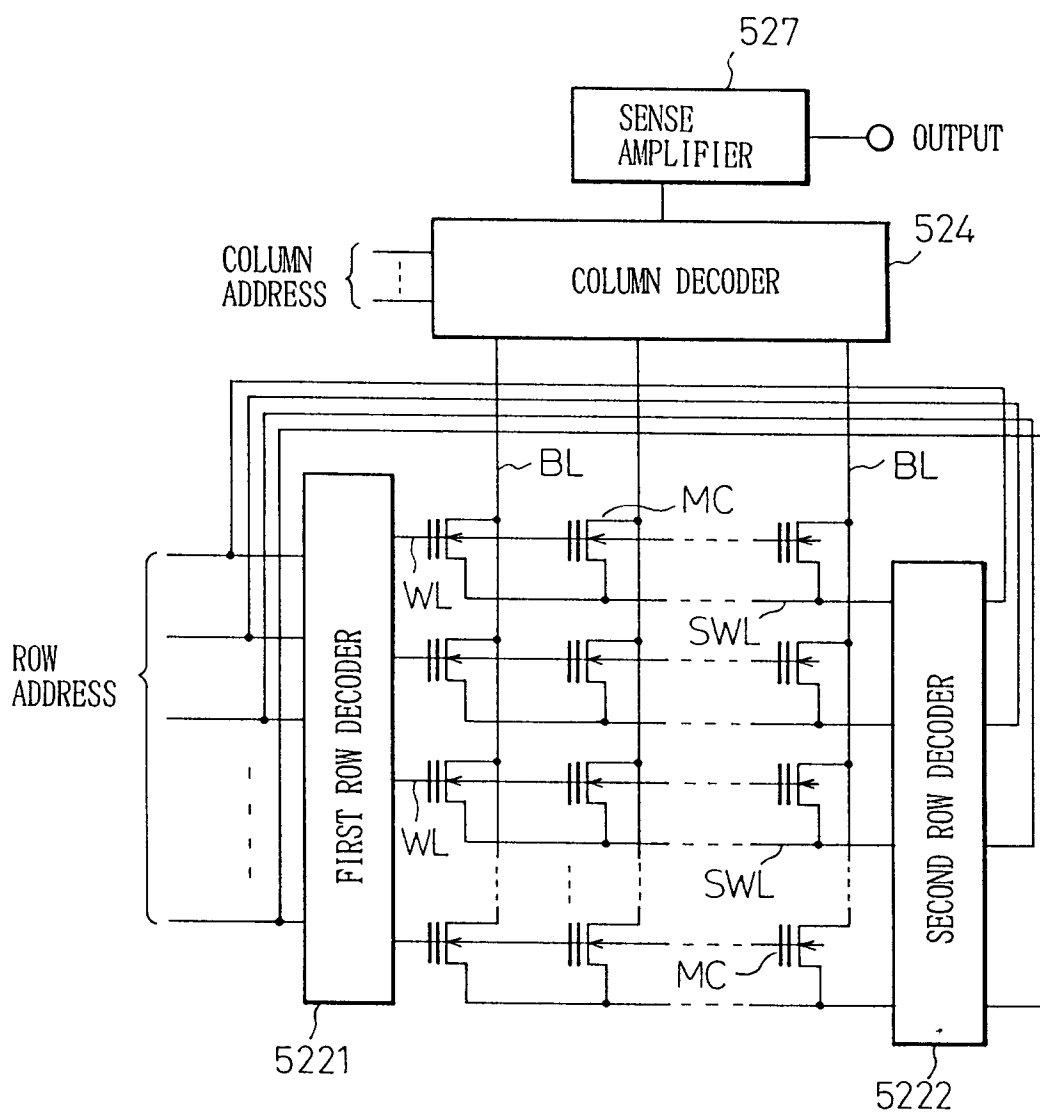 527
SENSE
AMPLIFIER
OUTPUT
524
COLUMN
ADDRESS
COLUMN DECODER
BL
BL
MC
WL
SWL
ROW
ADDRESS
FIRST ROW DECODER
SECOND ROW DECODER
WL
SWL
MC
5221
5222